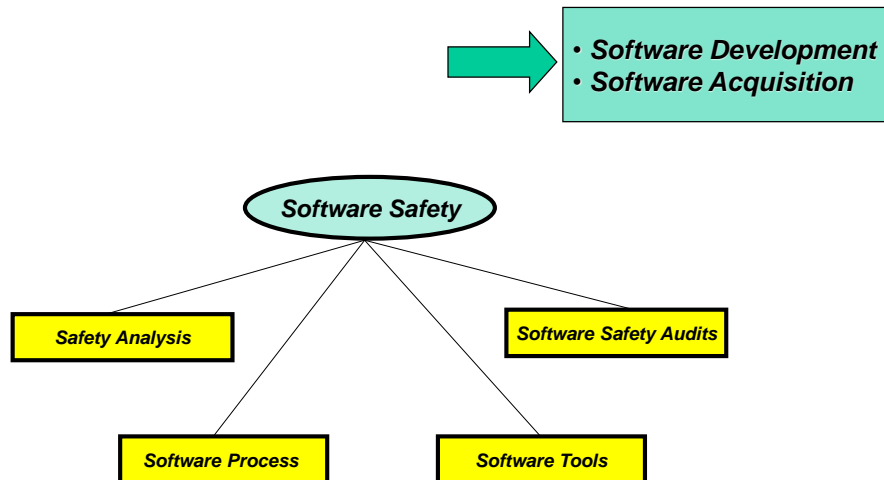 • Software Development
• Software Acquisition
Software Safety
Safety Analysis
Software Safety Audits
Software Process
Software Tools